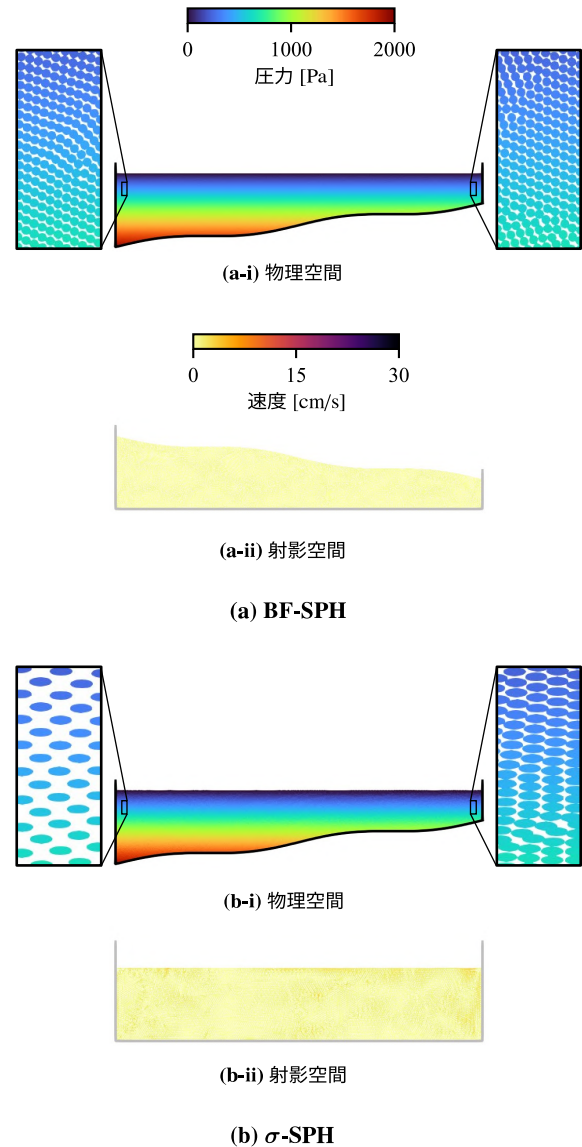 0 1000 2000
圧力 [Pa]
(a-i) 物理空間
0 15 30
速度 [cm/s]
(a-ii) 射影空間
(a) BF-SPH
(b-i) 物理空間
(b-ii) 射影空間
(b) σ-SPH